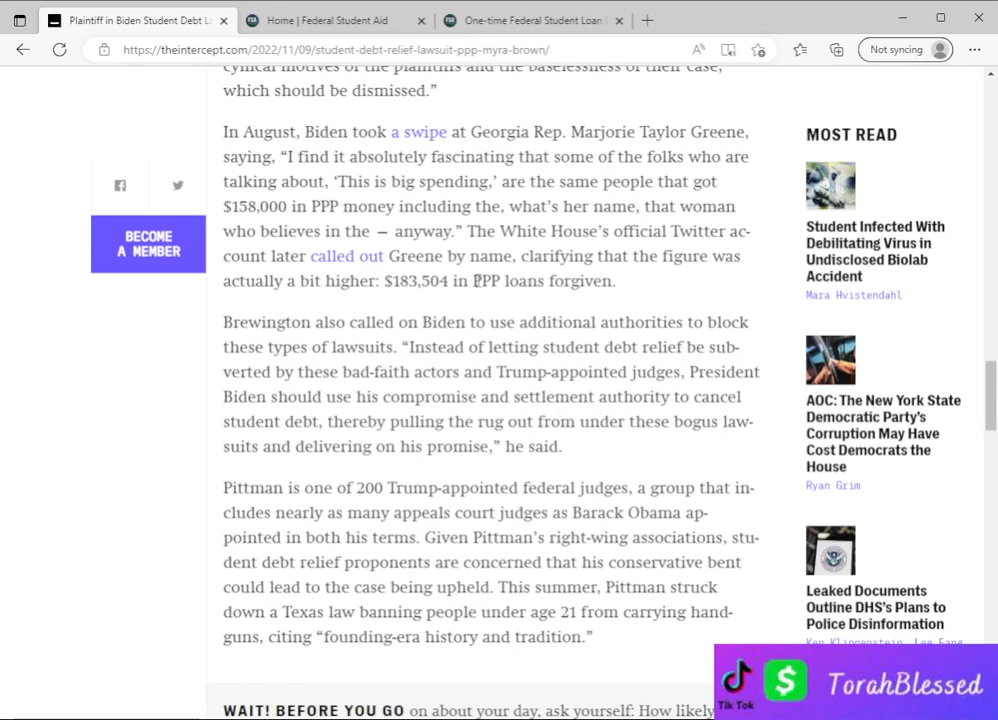 Plaintiff in Biden Student Debt L
Home | Federal Student Aid
One-time Federal Student Loan
https://theintercept.com/2022/11/09/student-debt-relief-lawsuit-ppp-myra-brown/
Not syncing
cynical motives of the plaintiffs and the baselessness of their case,
which should be dismissed.”
In August, Biden took a swipe at Georgia Rep. Marjorie Taylor Greene,
saying, “I find it absolutely fascinating that some of the folks who are
talking about, ‘This is big spending,’ are the same people that got
$158,000 in PPP money including the, what’s her name, that woman
who believes in the — anyway.” The White House’s official Twitter ac-
count later called out Greene by name, clarifying that the figure was
actually a bit higher: $183,504 in PPP loans forgiven.
Brewington also called on Biden to use additional authorities to block
these types of lawsuits. “Instead of letting student debt relief be sub-
verted by these bad-faith actors and Trump-appointed judges, President
Biden should use his compromise and settlement authority to cancel
student debt, thereby pulling the rug out from under these bogus law-
suits and delivering on his promise,” he said.
Pittman is one of 200 Trump-appointed federal judges, a group that in-
cludes nearly as many appeals court judges as Barack Obama ap-
pointed in both his terms. Given Pittman’s right-wing associations, stu-
dent debt relief proponents are concerned that his conservative bent
could lead to the case being upheld. This summer, Pittman struck
down a Texas law banning people under age 21 from carrying hand-
guns, citing “founding-era history and tradition.”
WAIT! BEFORE YOU GO on about your day, ask yourself: How likely
BECOME
A MEMBER
MOST READ
Student Infected With
Debilitating Virus in
Undisclosed Biolab
Accident
Mara Hvistendahl
AOC: The New York State
Democratic Party’s
Corruption May Have
Cost Democrats the
House
Ryan Grim
Leaked Documents
Outline DHS’s Plans to
Police Disinformation
Ken Klippenstein, Lee Fang
Tik Tok
$
TorahBlessed